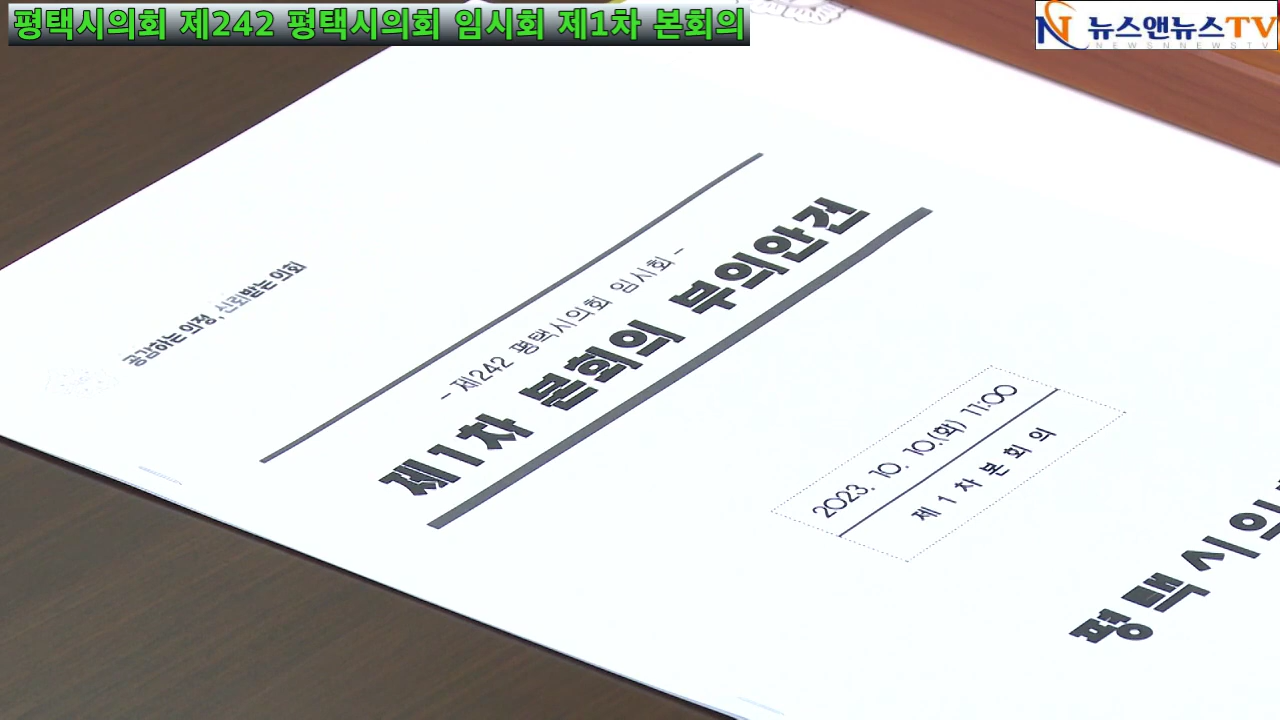 평택시의회 제242 평택시의회 임시회 제1차 본회의
뉴스앤뉴스TV
NEWSNNEWSTV
공감하는 의정, 신뢰받는 의회
- 제242 평택시의회 임시회 -
제1차 본회의 부의안건
2023. 10. 10.(화) 11:00
제 1 차 본 회 의
평 택 시 의